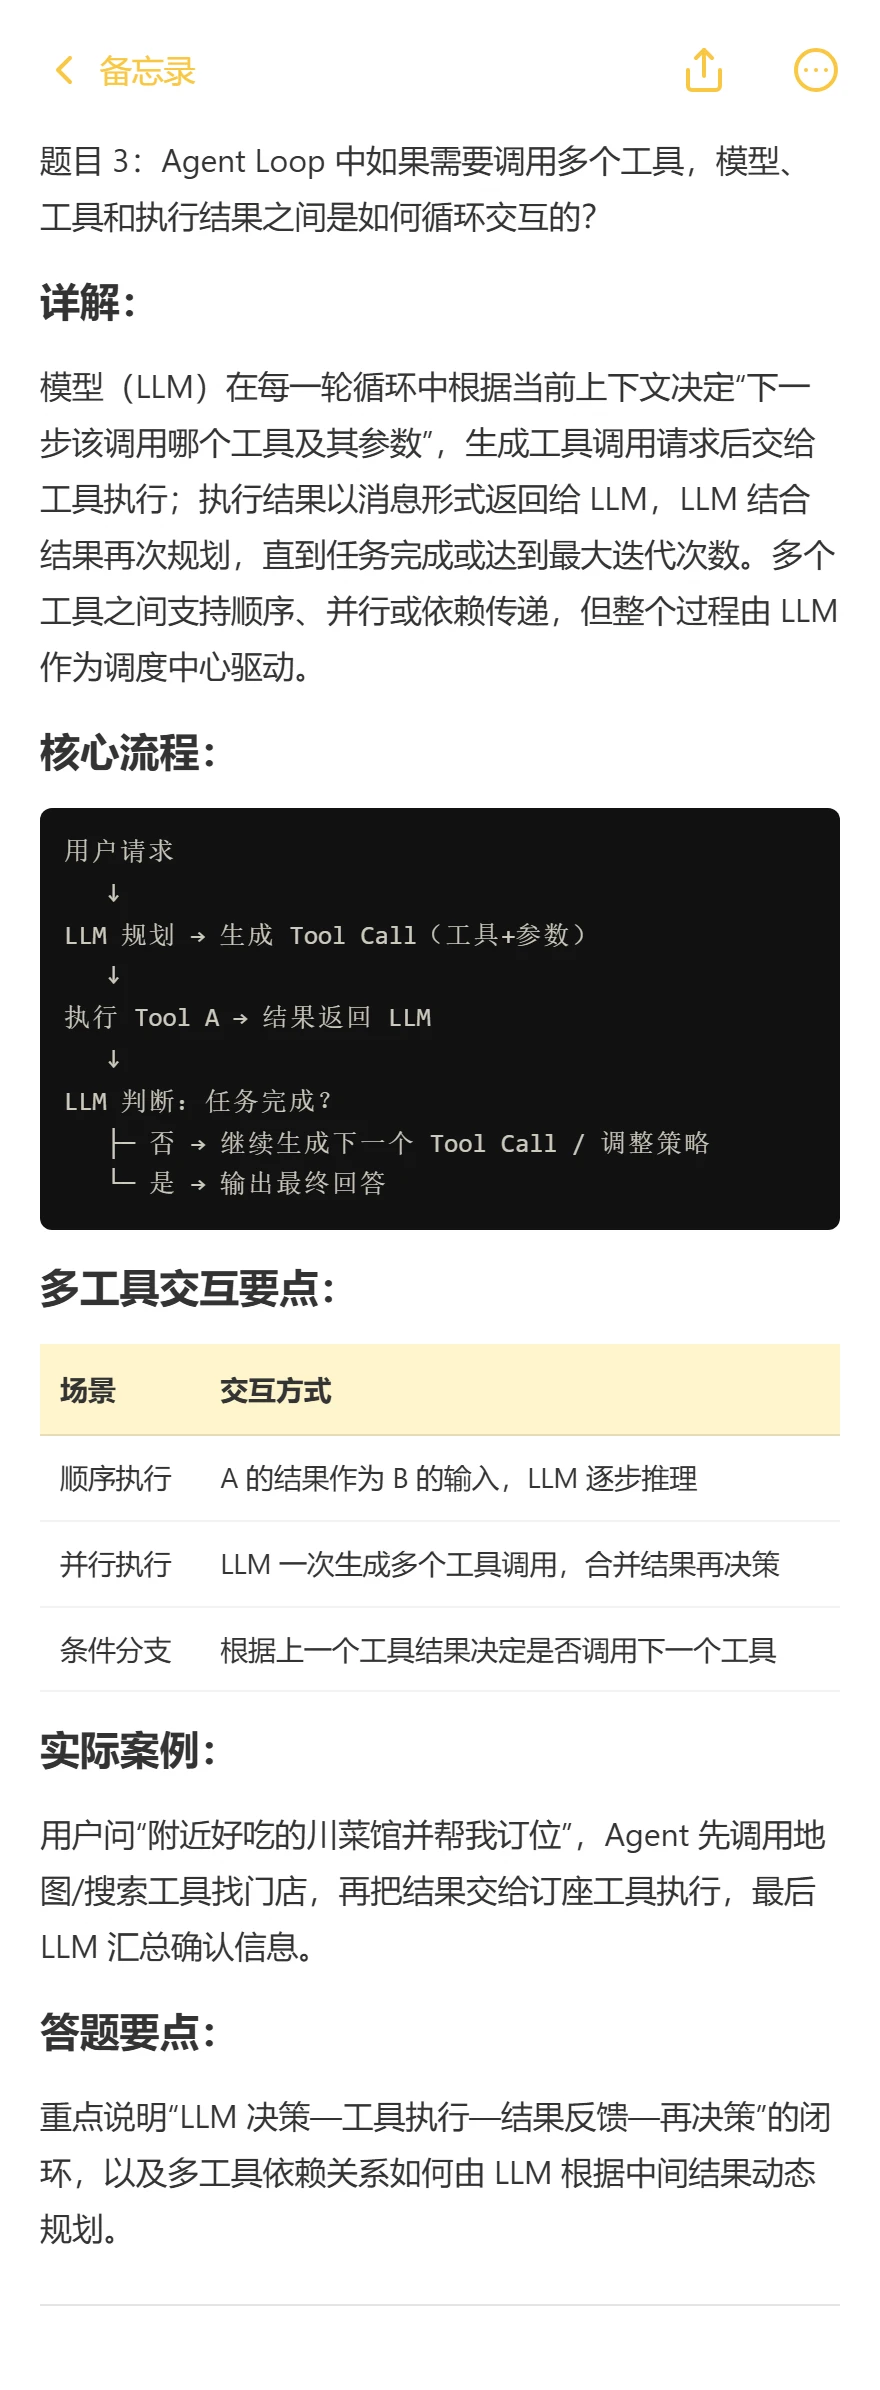 备忘录
题目 3：Agent Loop 中如果需要调用多个工具，模型、
工具和执行结果之间是如何循环交互的？
详解：
模型（LLM）在每一轮循环中根据当前上下文决定“下一
步该调用哪个工具及其参数”，生成工具调用请求后交给
工具执行；执行结果以消息形式返回给 LLM，LLM 结合
结果再次规划，直到任务完成或达到最大迭代次数。多个
工具之间支持顺序、并行或依赖传递，但整个过程由 LLM
作为调度中心驱动。
核心流程：
用户请求
↓
LLM 规划 → 生成 Tool Call（工具+参数）
↓
执行 Tool A → 结果返回 LLM
↓
LLM 判断：任务完成？
├─ 否 → 继续生成下一个 Tool Call / 调整策略
└─ 是 → 输出最终回答
多工具交互要点：
场景 交互方式
顺序执行 A 的结果作为 B 的输入，LLM 逐步推理
并行执行 LLM 一次生成多个工具调用，合并结果再决策
条件分支 根据上一个工具结果决定是否调用下一个工具
实际案例：
用户问“附近好吃的川菜馆并帮我订位”，Agent 先调用地
图/搜索工具找门店，再把结果交给订座工具执行，最后
LLM 汇总确认信息。
答题要点：
重点说明“LLM 决策—工具执行—结果反馈—再决策”的闭
环，以及多工具依赖关系如何由 LLM 根据中间结果动态
规划。